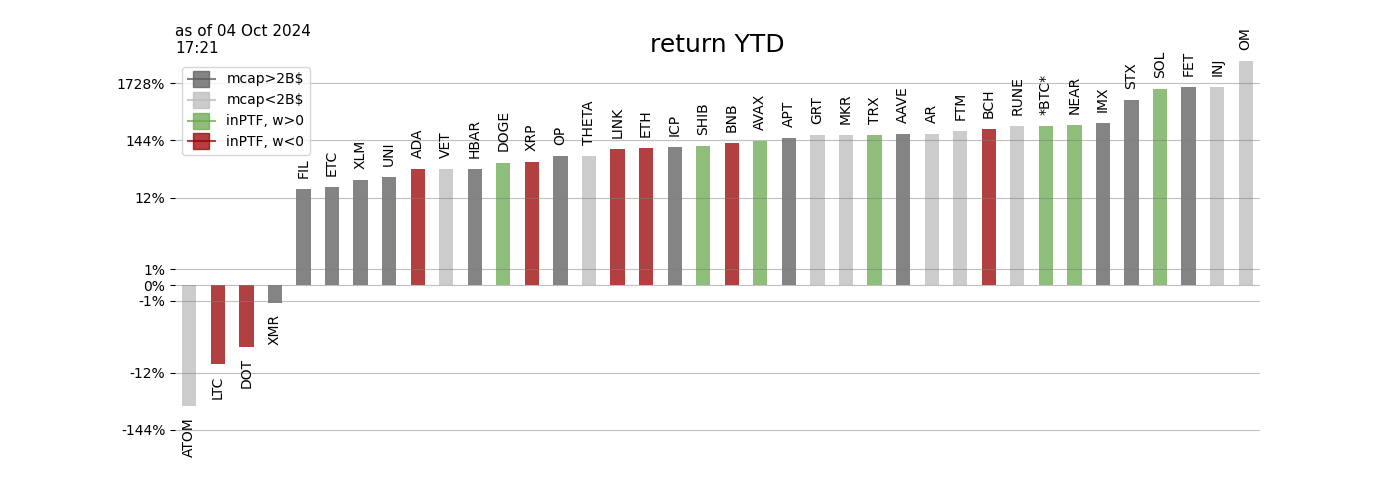 as of 04 Oct 2024
17:21
return YTD
mcap>2B$
mcap<2B$
inPTF, w>0
inPTF, w<0
1728%
144%
12%
1%
0%
-1%
-12%
-144%
ATOM
LTC
DOT
XMR
FIL
ETC
XLM
UNI
ADA
VET
HBAR
DOGE
XRP
OP
THETA
LINK
ETH
ICP
SHIB
BNB
AVAX
APT
GRT
MKR
TRX
AAVE
AR
FTM
BCH
RUNE
*BTC*
NEAR
IMX
STX
SOL
FET
INJ
OM